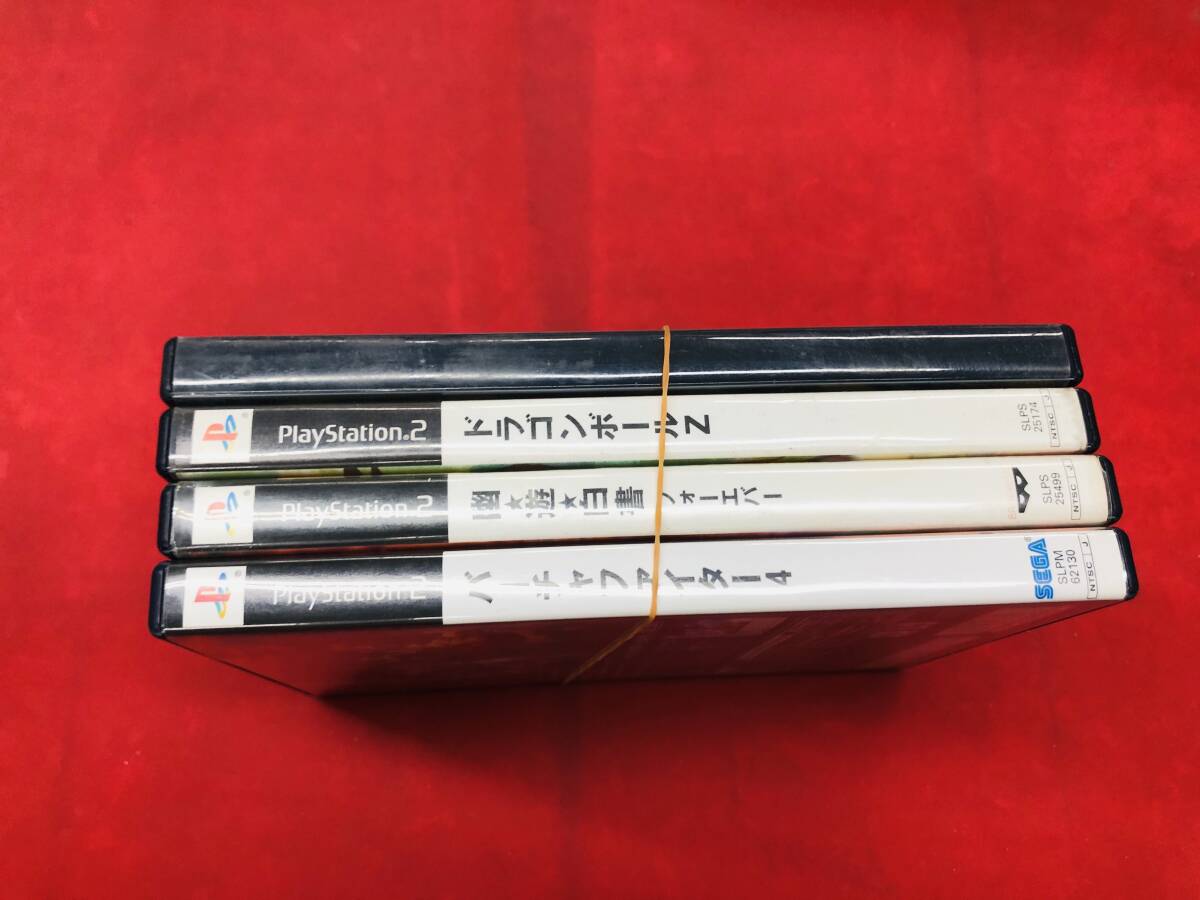 PlayStation.2
ドラゴンボールZ
SLPS
25174
NTSC J
PlayStation.2
幽★遊★白書 フォーエバー
SLPS
25499
NTSC J
PlayStation.2
バーチャファイター4
SEGA
SLPM
62130
NTSC J